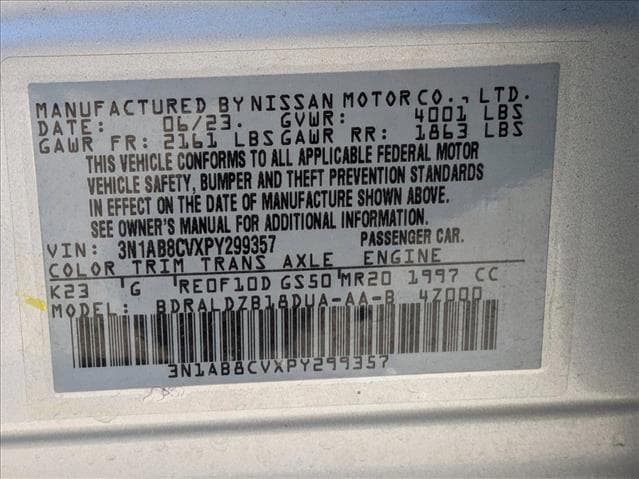 MANUFACTURED BY NISSAN MOTOR CO., LTD.
DATE: 06/23. GVWR: 4001 LBS
GAWR FR: 2161 LBS GAWR RR: 1863 LBS
THIS VEHICLE CONFORMS TO ALL APPLICABLE FEDERAL MOTOR
VEHICLE SAFETY, BUMPER AND THEFT PREVENTION STANDARDS
IN EFFECT ON THE DATE OF MANUFACTURE SHOWN ABOVE.
SEE OWNER'S MANUAL FOR ADDITIONAL INFORMATION.
VIN: 3N1AB8CVXPY299357 PASSENGER CAR.
COLOR TRIM TRANS AXLE ENGINE
K23 G RE0F10D GS50 MR20 1997 CC
MODEL: BDRALDZB18DUA-AA-B 4Z000
3N1AB8CVXPY299357